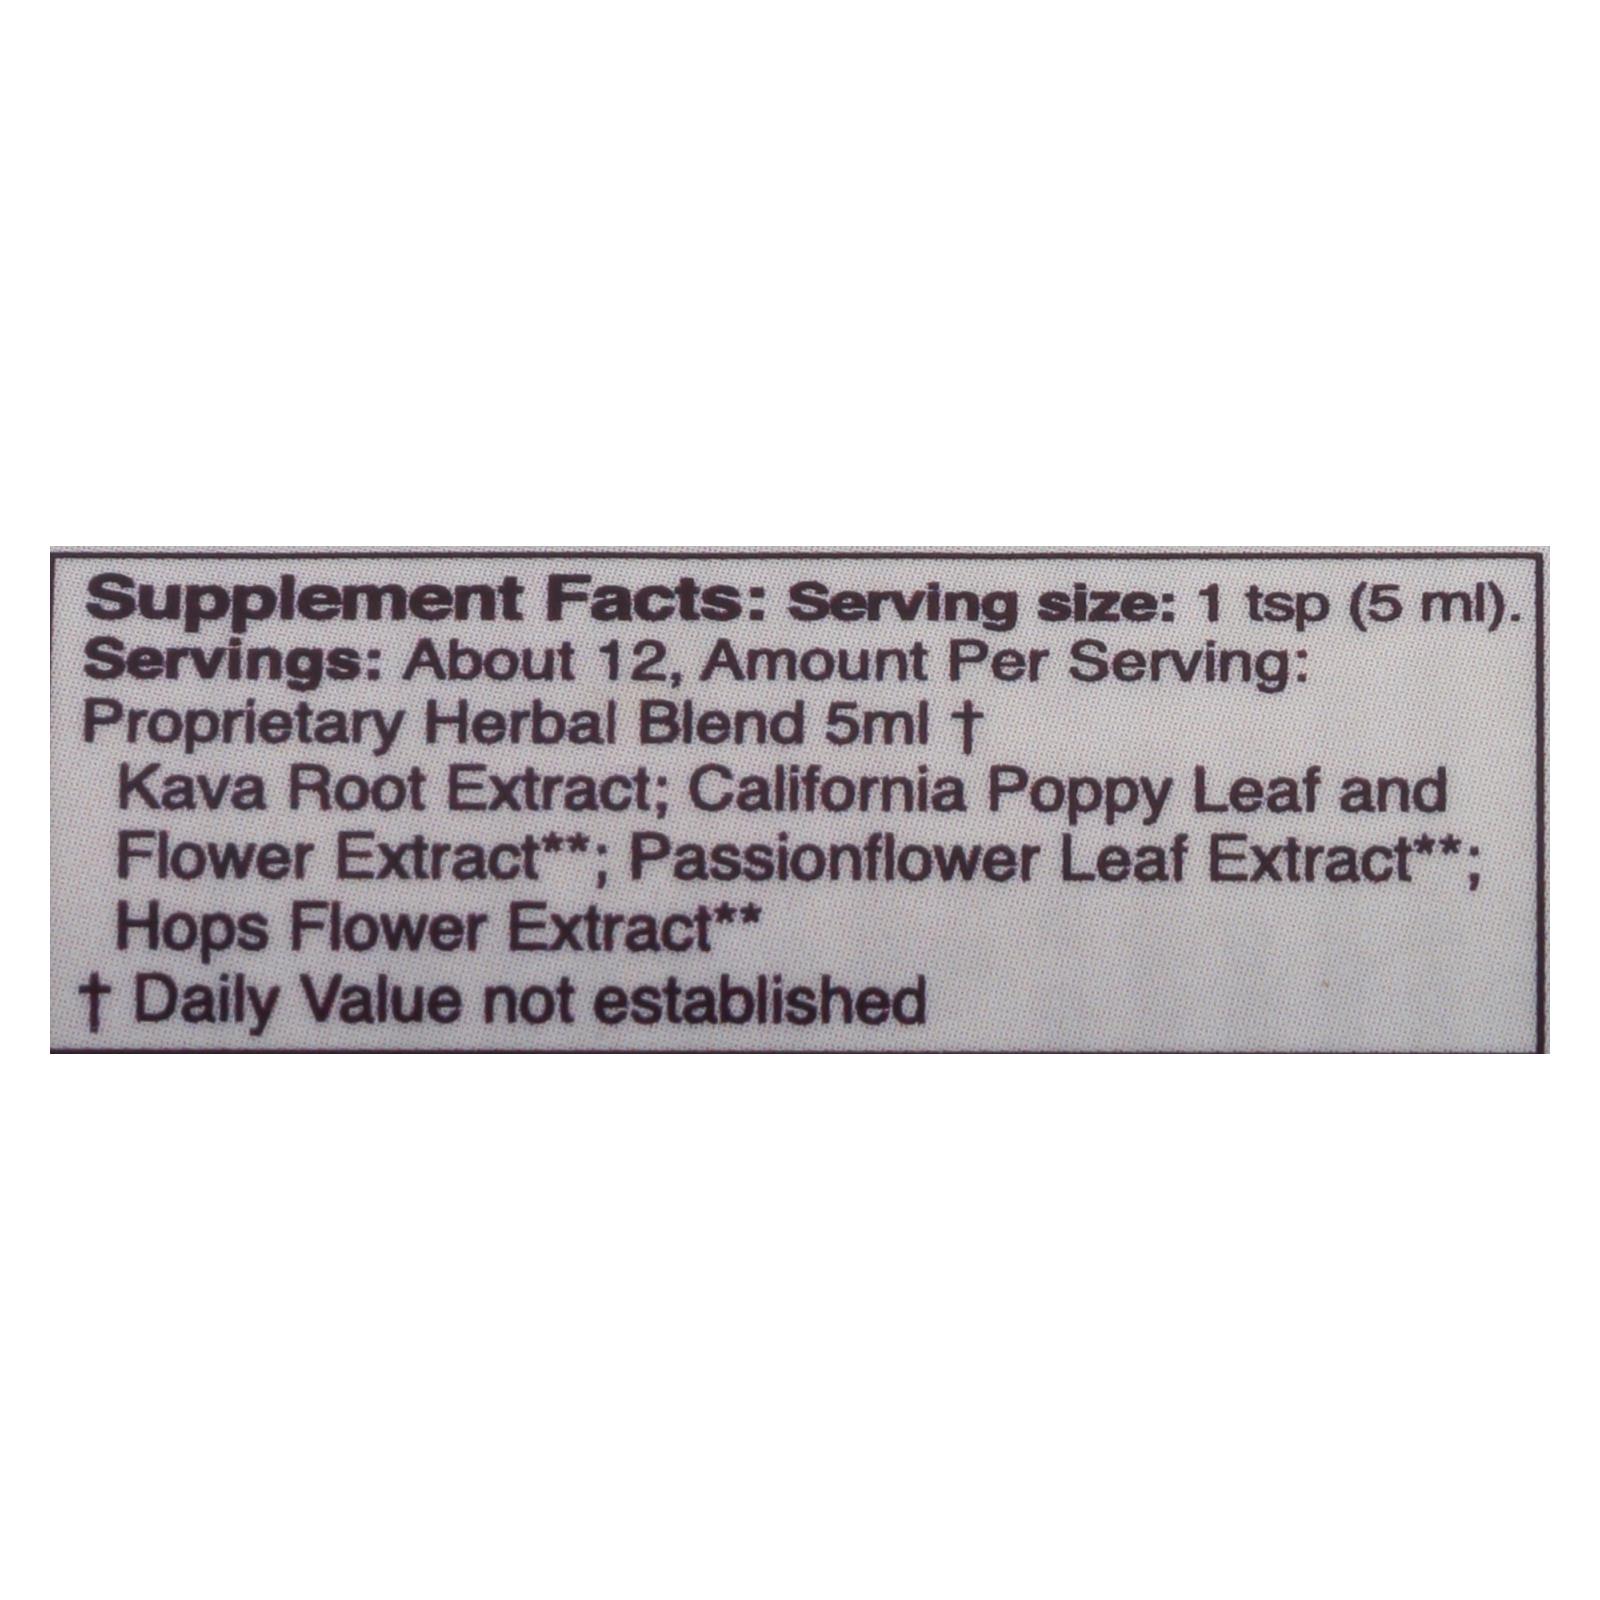 Supplement Facts: Serving size: 1 tsp (5 ml).
Servings: About 12, Amount Per Serving:
Proprietary Herbal Blend 5ml †
Kava Root Extract; California Poppy Leaf and
Flower Extract**; Passionflower Leaf Extract**;
Hops Flower Extract**
† Daily Value not established